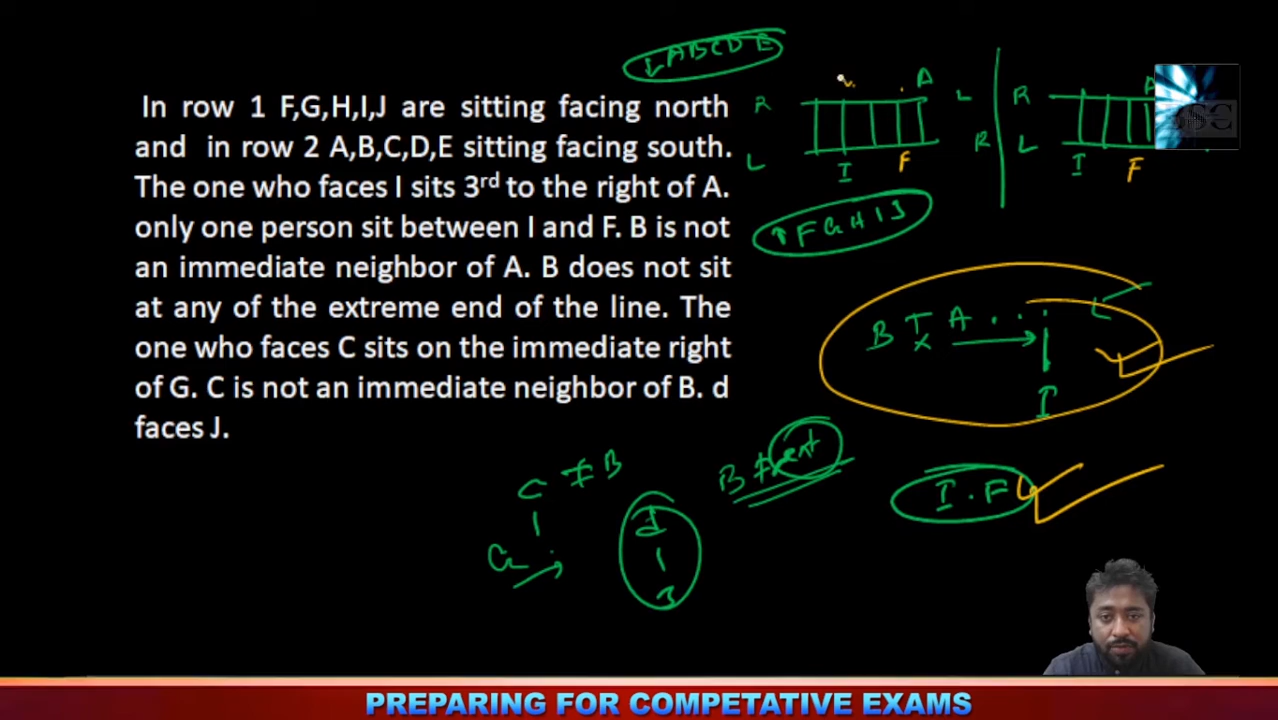 ↓ABCDE
A
R
L
R
A
L
R
L
I
F
I
F
↑FGHIJ
In row 1 F,G,H,I,J are sitting facing north
and in row 2 A,B,C,D,E sitting facing south.
The one who faces I sits 3rd to the right of A.
only one person sit between I and F. B is not
an immediate neighbor of A. B does not sit
at any of the extreme end of the line. The
one who faces C sits on the immediate right
of G. C is not an immediate neighbor of B. d
faces J.
A . . .
I
I . F
C ≠ B
G
d
B ≠ ext
PREPARING FOR COMPETATIVE EXAMS